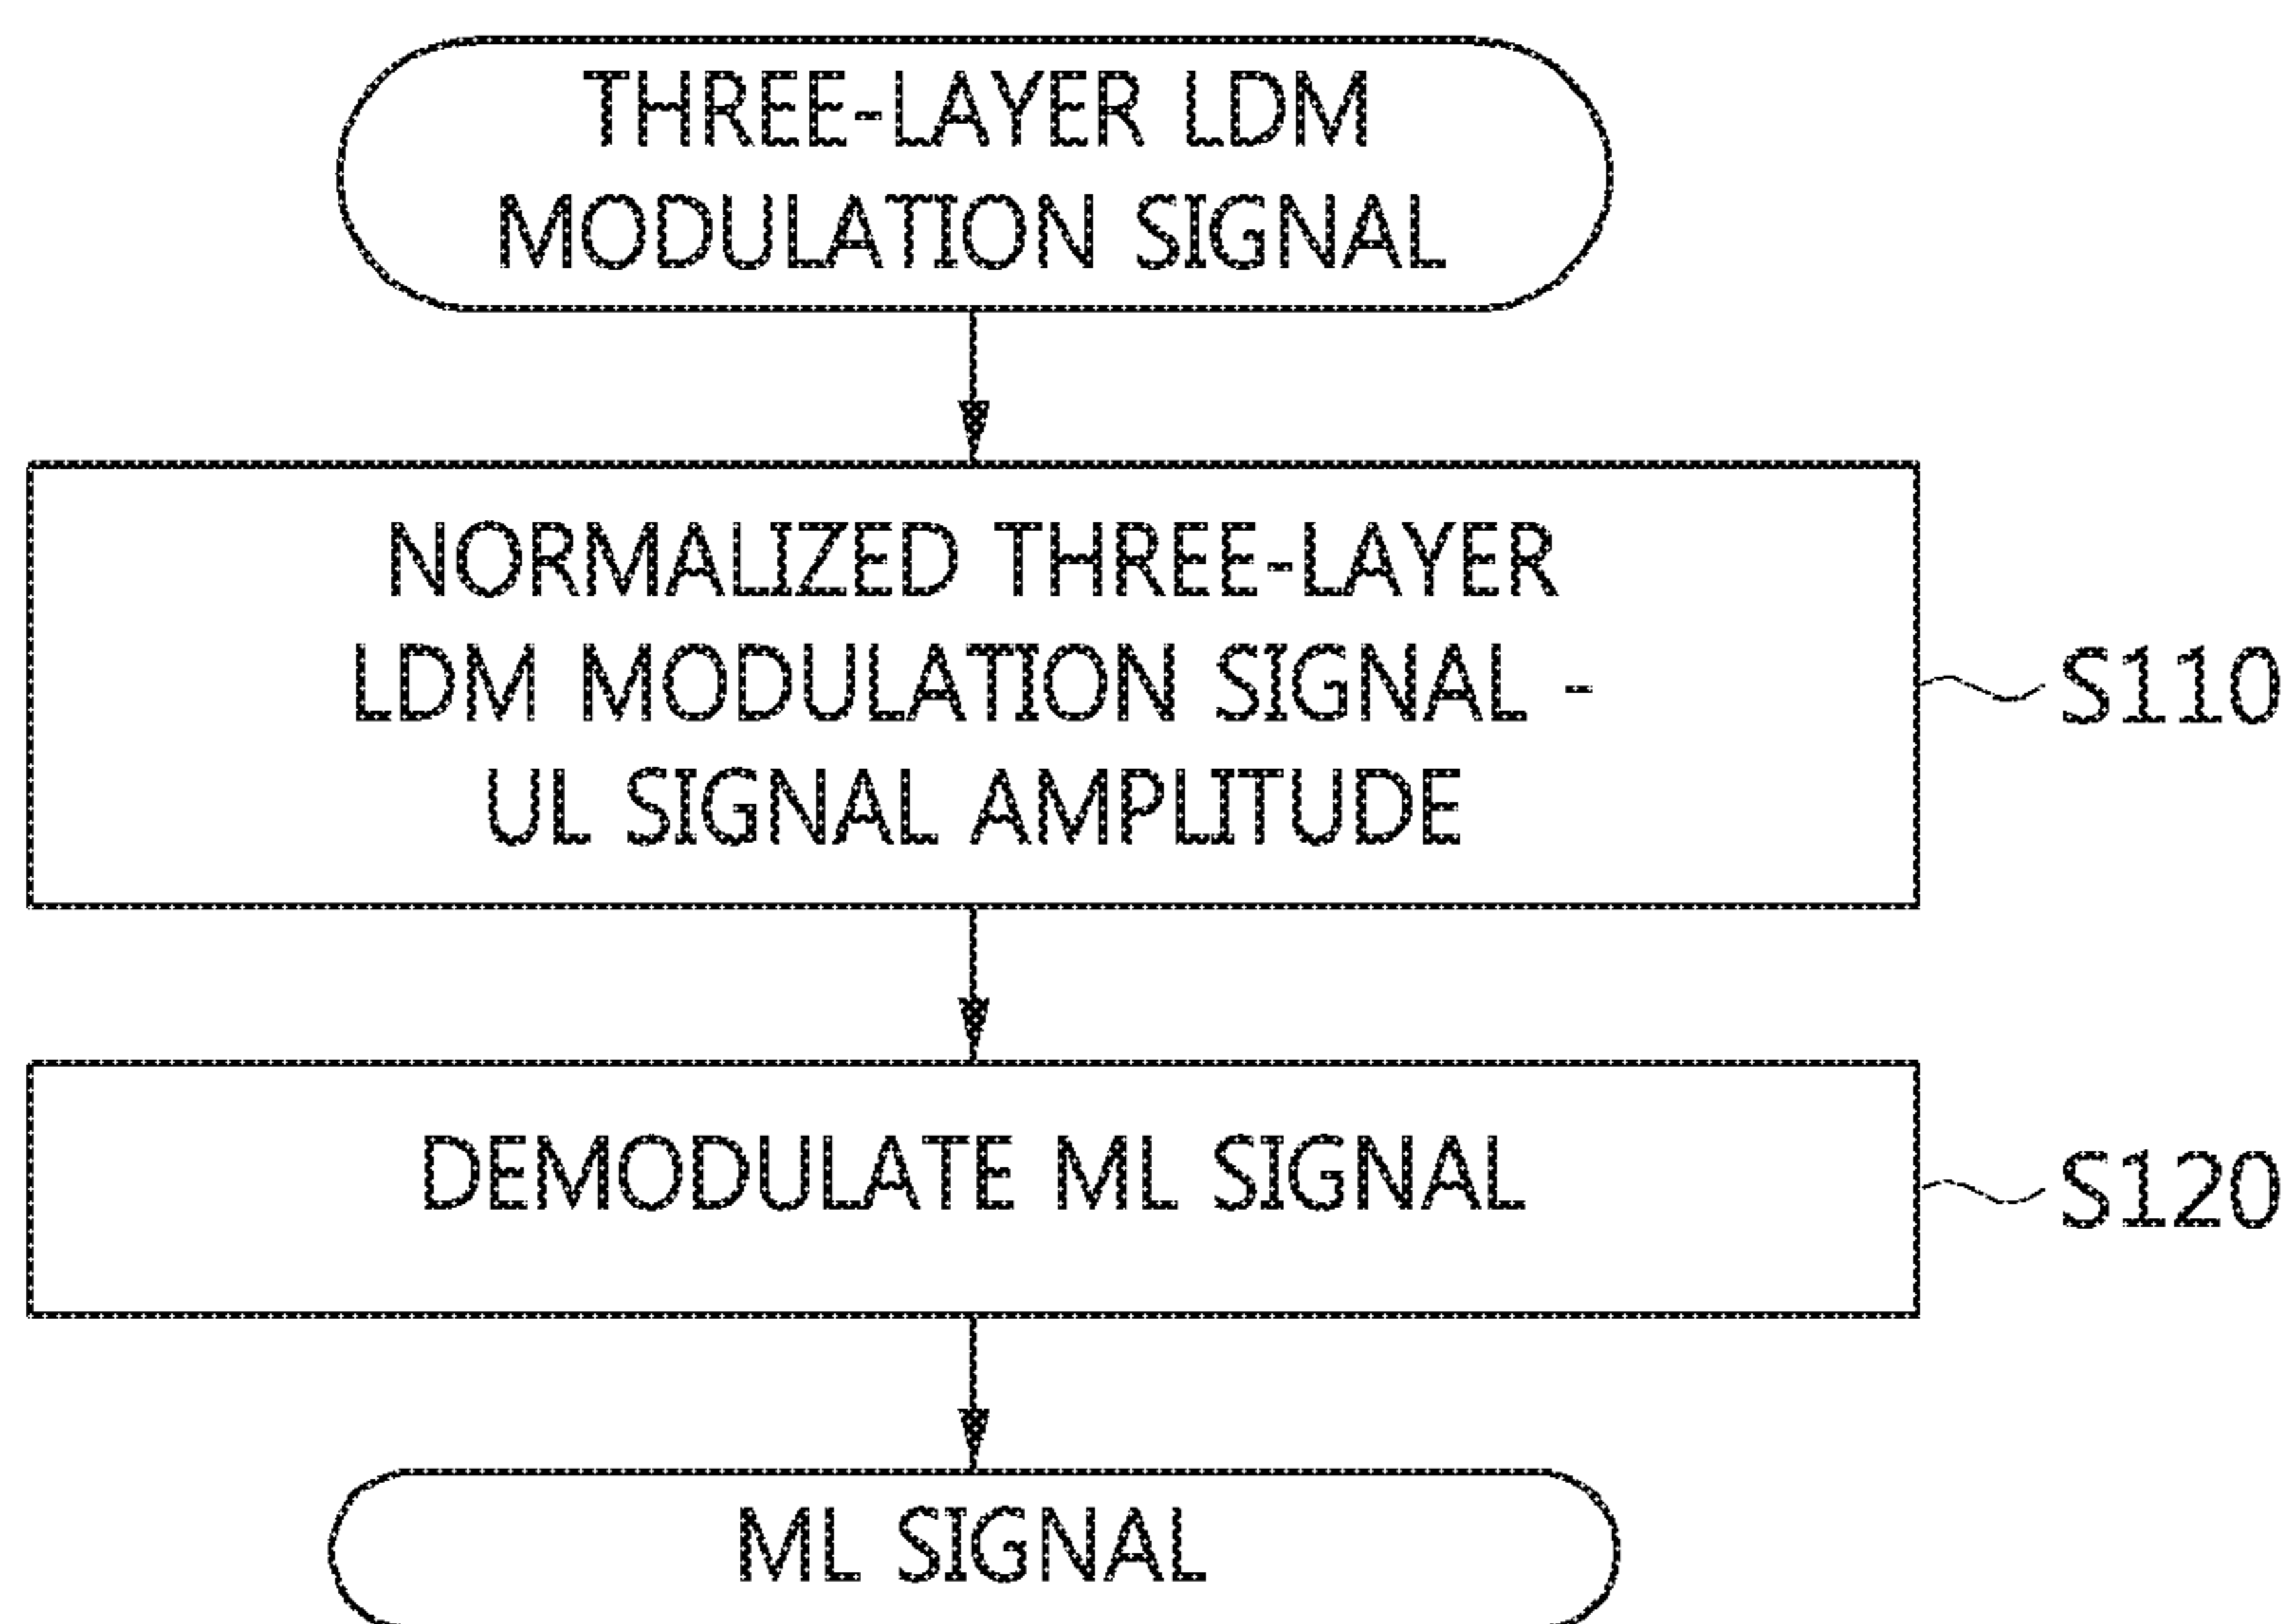 THREE-LAYER LDM
MODULATION SIGNAL
NORMALIZED THREE-LAYER
LDM MODULATION SIGNAL -
UL SIGNAL AMPLITUDE
S110
DEMODULATE ML SIGNAL
S120
ML SIGNAL